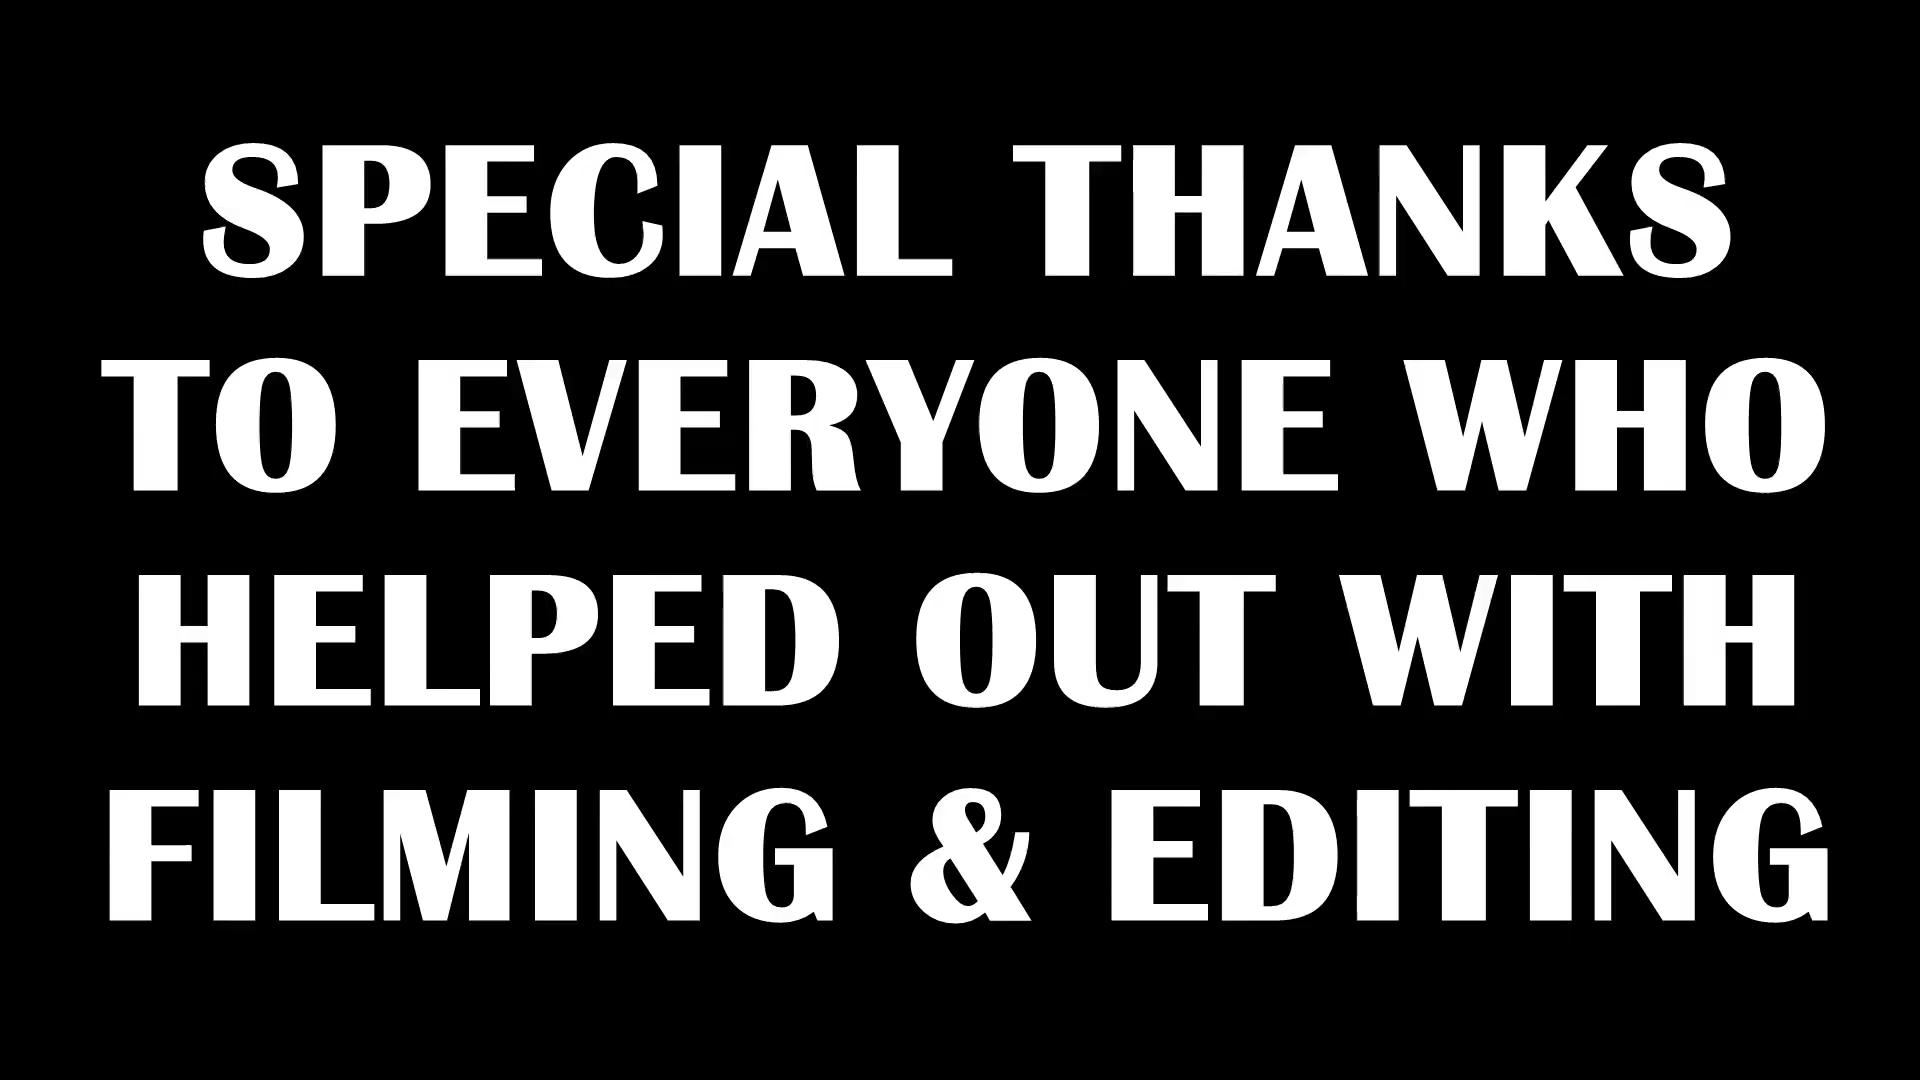 SPECIAL THANKS
TO EVERYONE WHO
HELPED OUT WITH
FILMING & EDITING